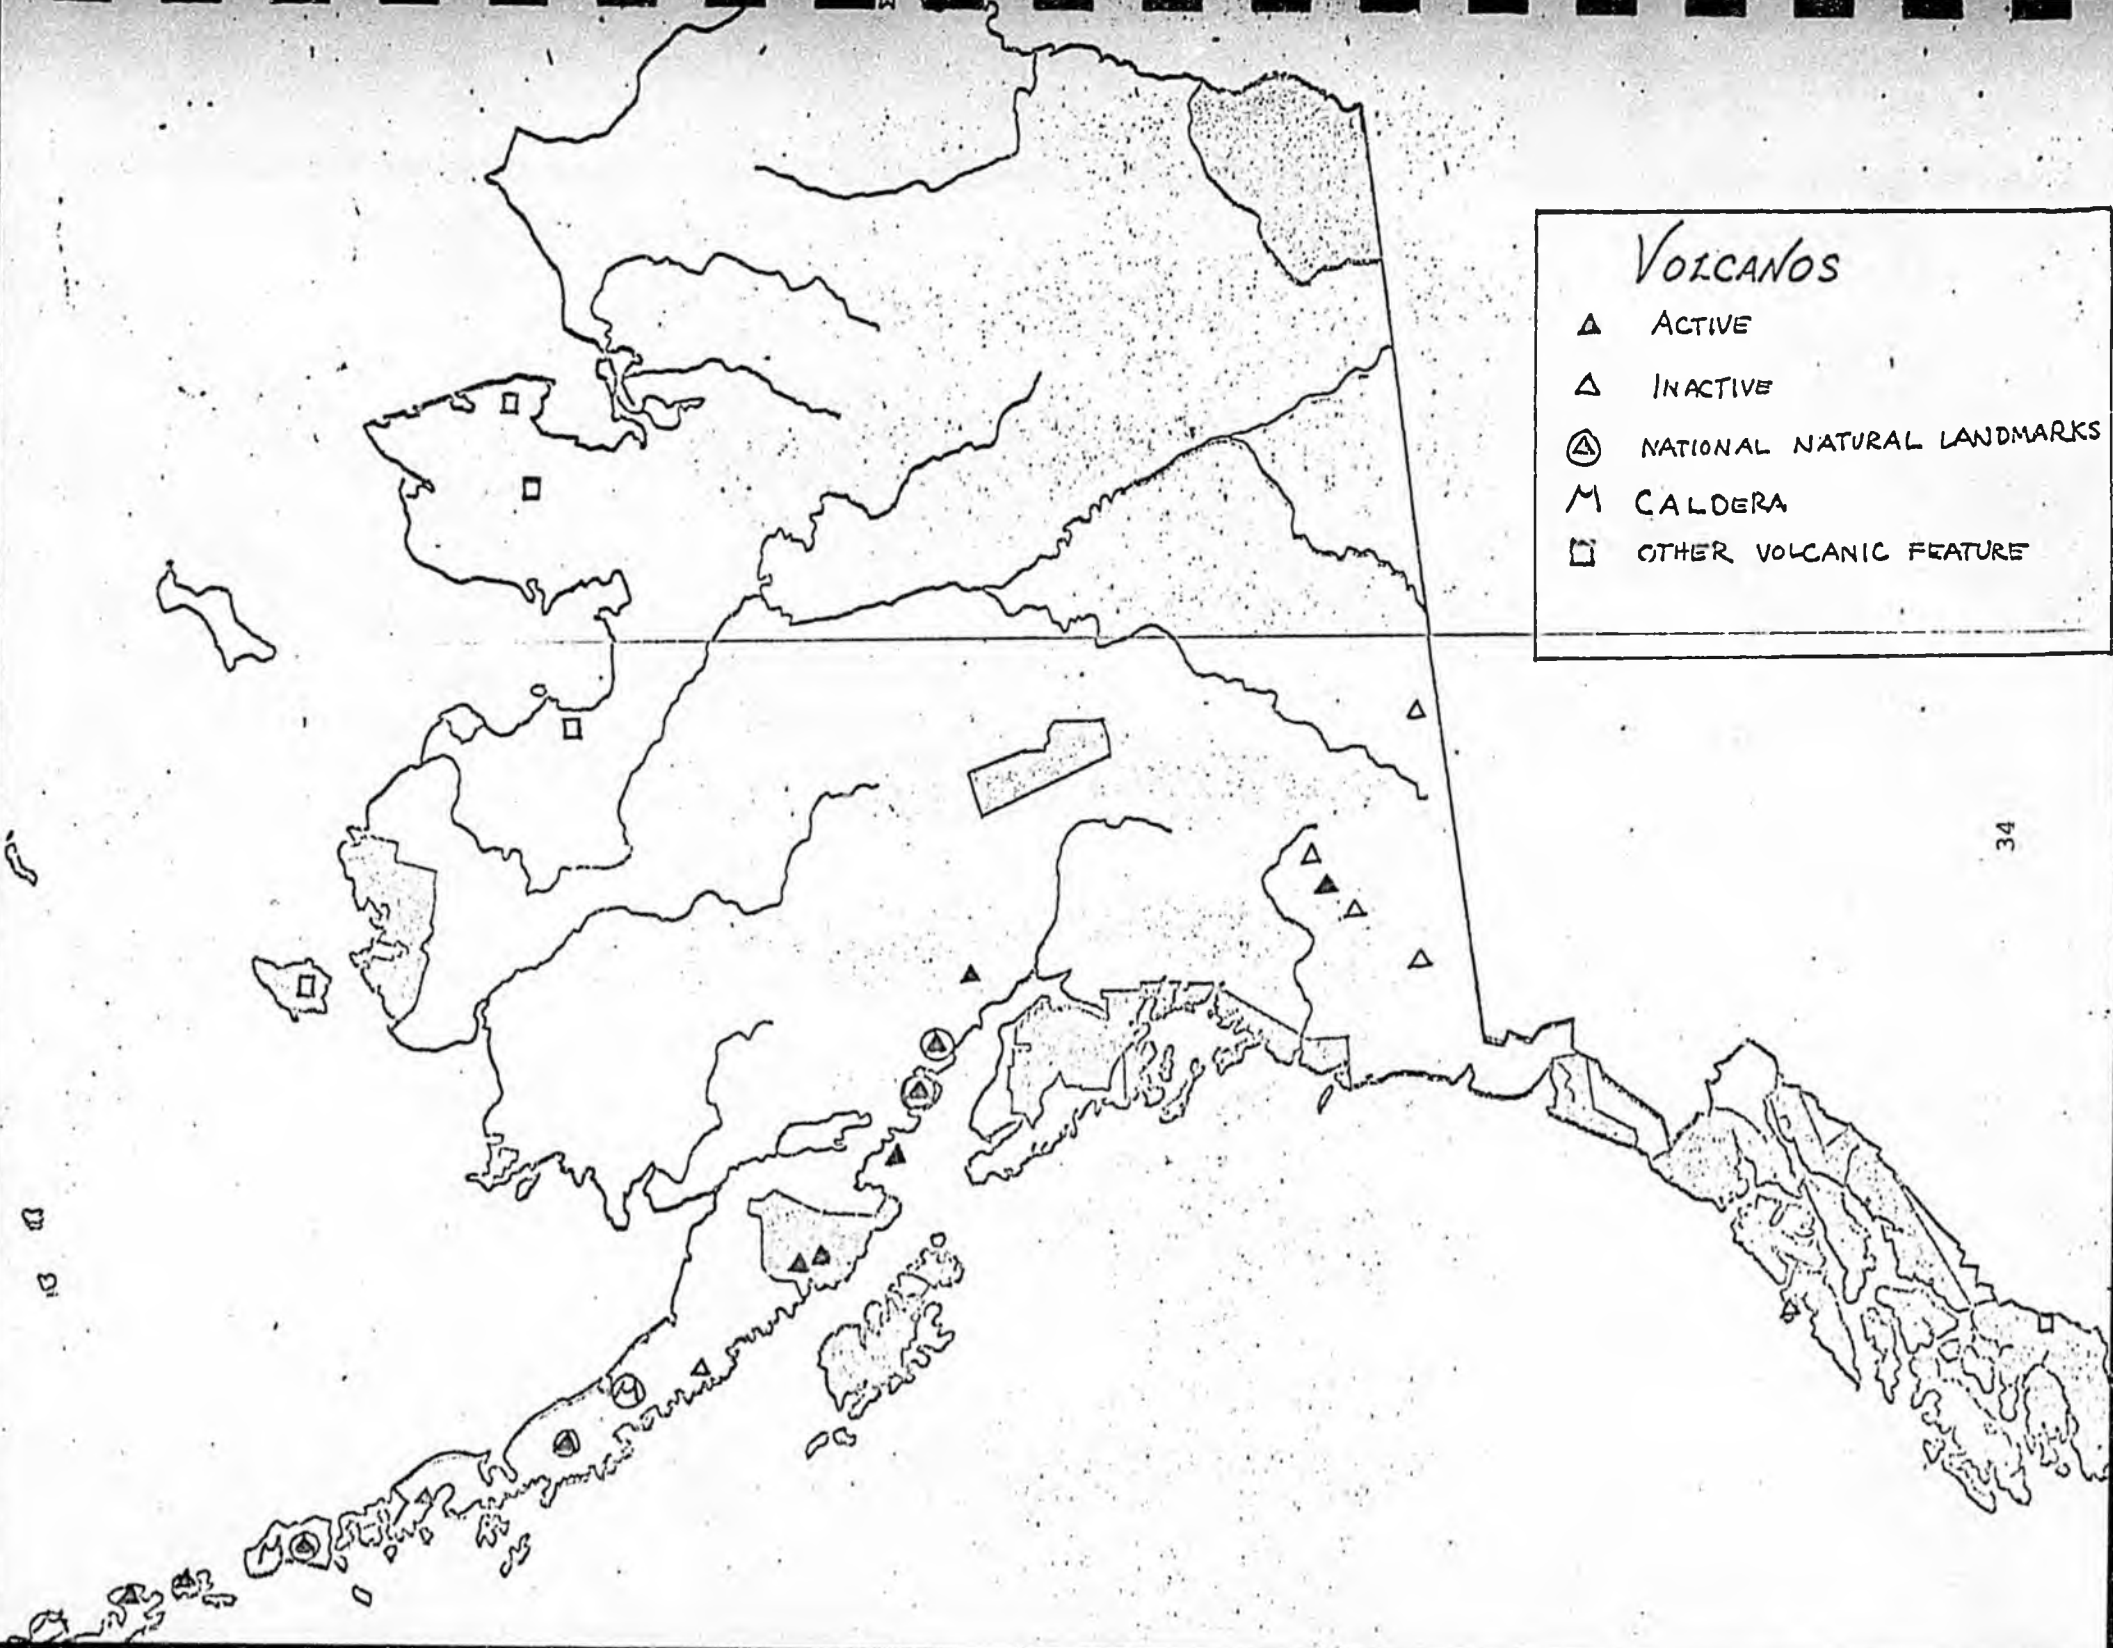 VOLCANOS
ACTIVE
INACTIVE
NATIONAL NATURAL LANDMARKS
CALDERA
OTHER VOLCANIC FEATURE
34